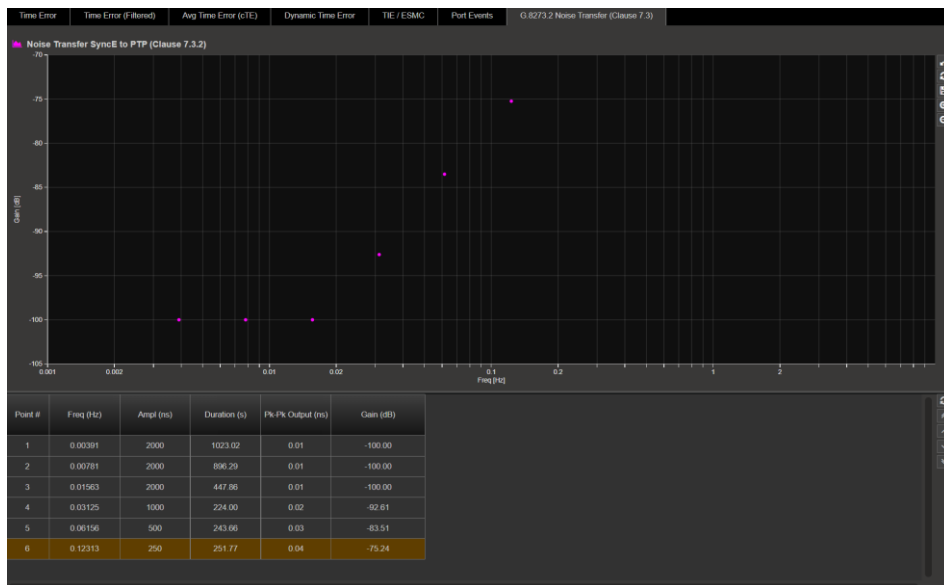 Time Error Time Error (Filtered) Avg Time Error (cTE) Dynamic Time Error TIE / ESMC Port Events G.8273.2 Noise Transfer (Clause 7.3)
Noise Transfer SyncE to PTP (Clause 7.3.2)
-70
-75
-80
-85
-90
-95
-100
-105
Gain [dB]
0.001 0.002 0.01 0.02 0.1 0.2 1 2
Freq [Hz]
Point # Freq (Hz) Ampl (ns) Duration (s) Pk-Pk Output (ns) Gain (dB)
1 0.00391 2000 1023.02 0.01 -100.00
2 0.00781 2000 896.29 0.01 -100.00
3 0.01563 2000 447.86 0.01 -100.00
4 0.03125 1000 224.00 0.02 -92.61
5 0.06156 500 243.66 0.03 -83.51
6 0.12313 250 251.77 0.04 -75.24